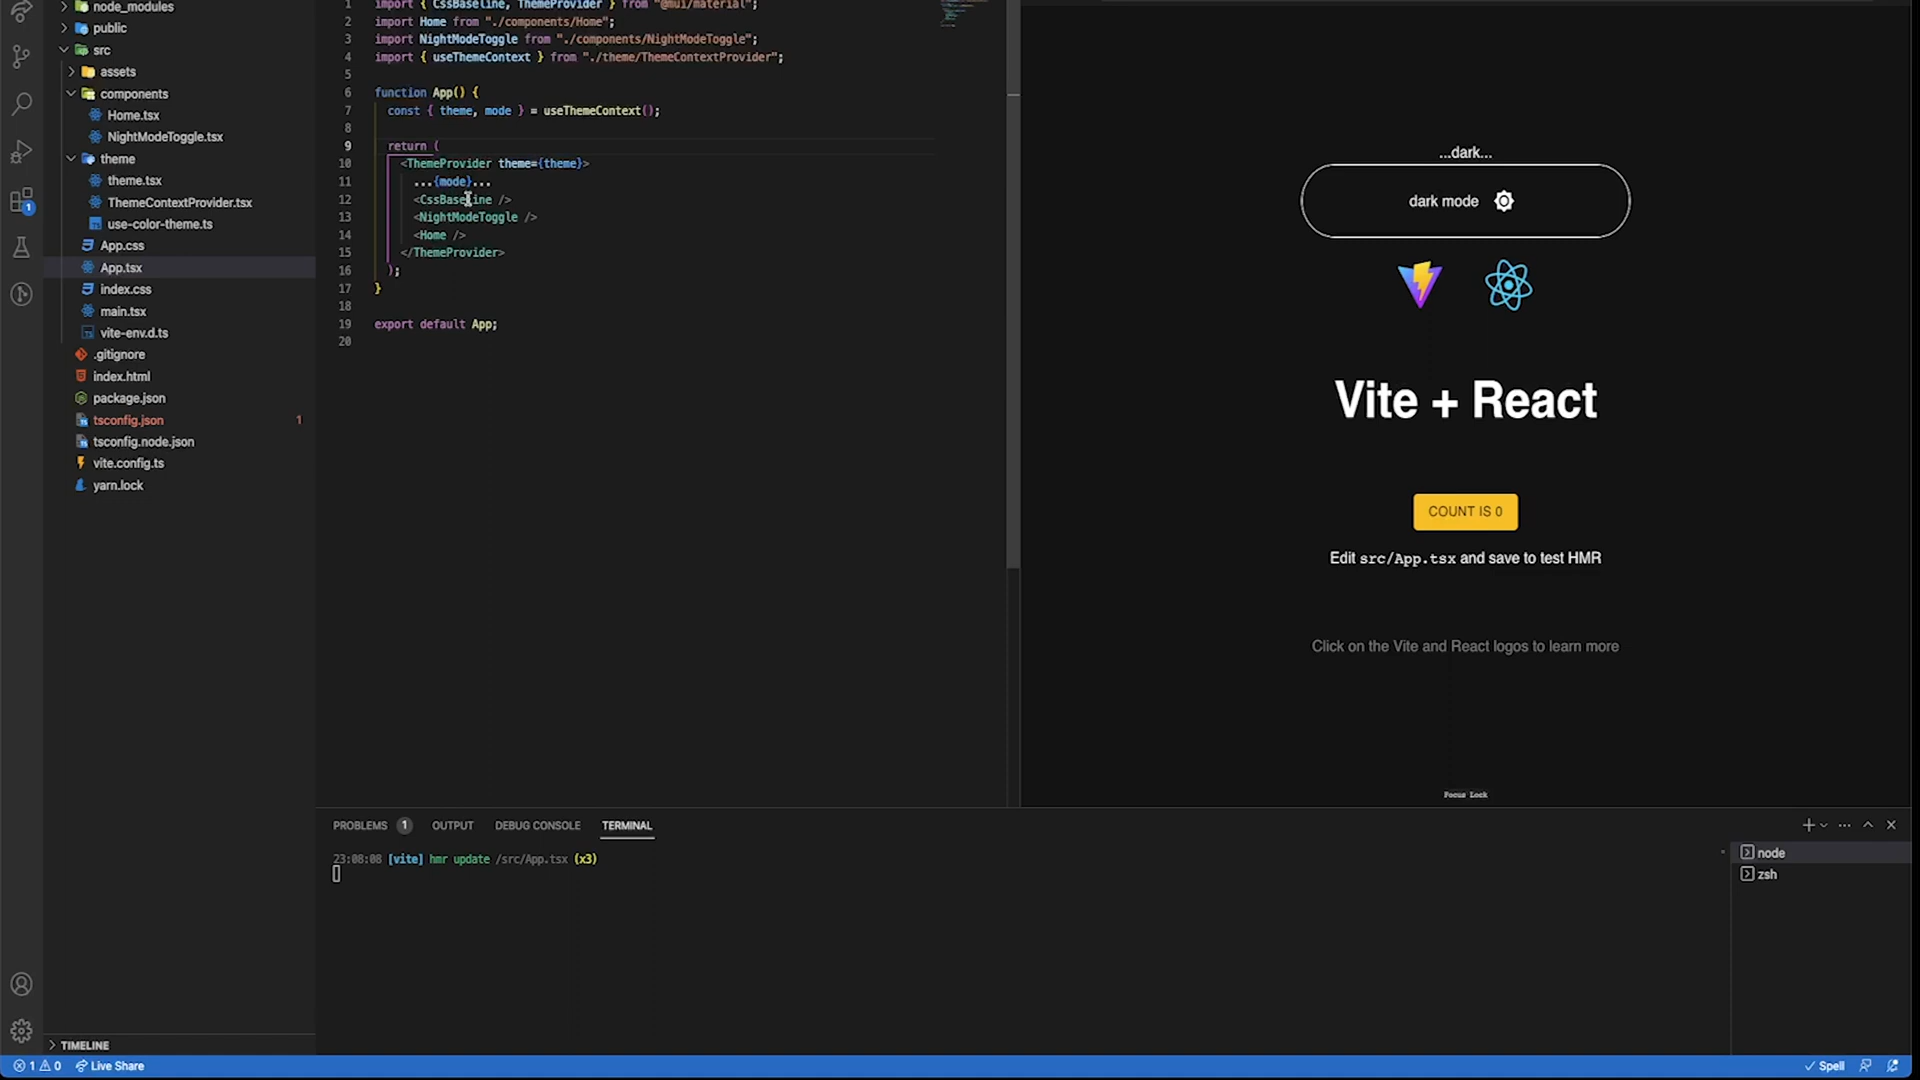 node_modules
public
src
assets
components
Home.tsx
NightModeToggle.tsx
theme
theme.tsx
ThemeContextProvider.tsx
use-color-theme.ts
App.css
App.tsx
index.css
main.tsx
vite-env.d.ts
.gitignore
index.html
package.json
tsconfig.json 1
tsconfig.node.json
vite.config.ts
yarn.lock
TIMELINE
1
1 import { CssBaseline, ThemeProvider } from "@mui/material";
2 import Home from "./components/Home";
3 import NightModeToggle from "./components/NightModeToggle";
4 import { useThemeContext } from "./theme/ThemeContextProvider";
5
6 function App() {
7 const { theme, mode } = useThemeContext();
8
9 return (
10 <ThemeProvider theme={theme}>
11 ...{mode}...
12 <CssBaseline />
13 <NightModeToggle />
14 <Home />
15 </ThemeProvider>
16 );
17 }
18
19 export default App;
20
...dark...
dark mode
Vite + React
COUNT IS 0
Edit src/App.tsx and save to test HMR
Click on the Vite and React logos to learn more
Focus Lock
PROBLEMS 1 OUTPUT DEBUG CONSOLE TERMINAL
23:08:08 [vite] hmr update /src/App.tsx (x3)
node
zsh
1 0 Live Share
Spell